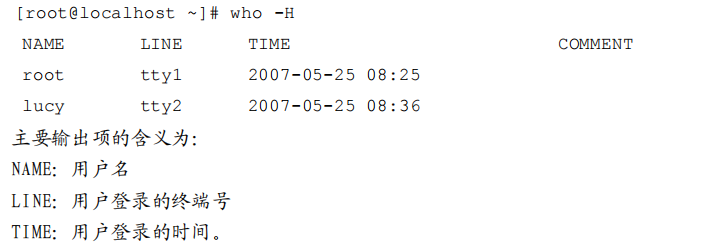 [root@localhost ~]# who -H
NAME LINE TIME COMMENT
root tty1 2007-05-25 08:25
lucy tty2 2007-05-25 08:36
主要输出项的含义为:
NAME: 用户名
LINE: 用户登录的终端号
TIME: 用户登录的时间。